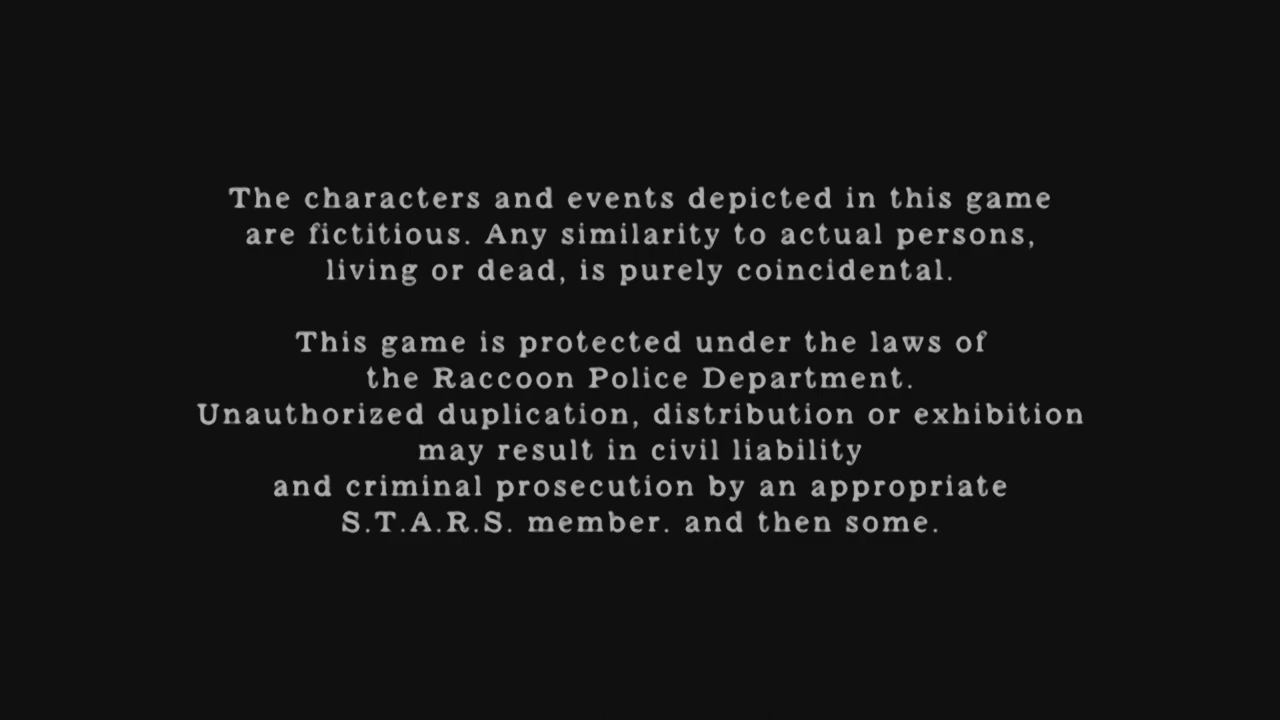 The characters and events depicted in this game
are fictitious. Any similarity to actual persons,
living or dead, is purely coincidental.
This game is protected under the laws of
the Raccoon Police Department.
Unauthorized duplication, distribution or exhibition
may result in civil liability
and criminal prosecution by an appropriate
S.T.A.R.S. member. and then some.